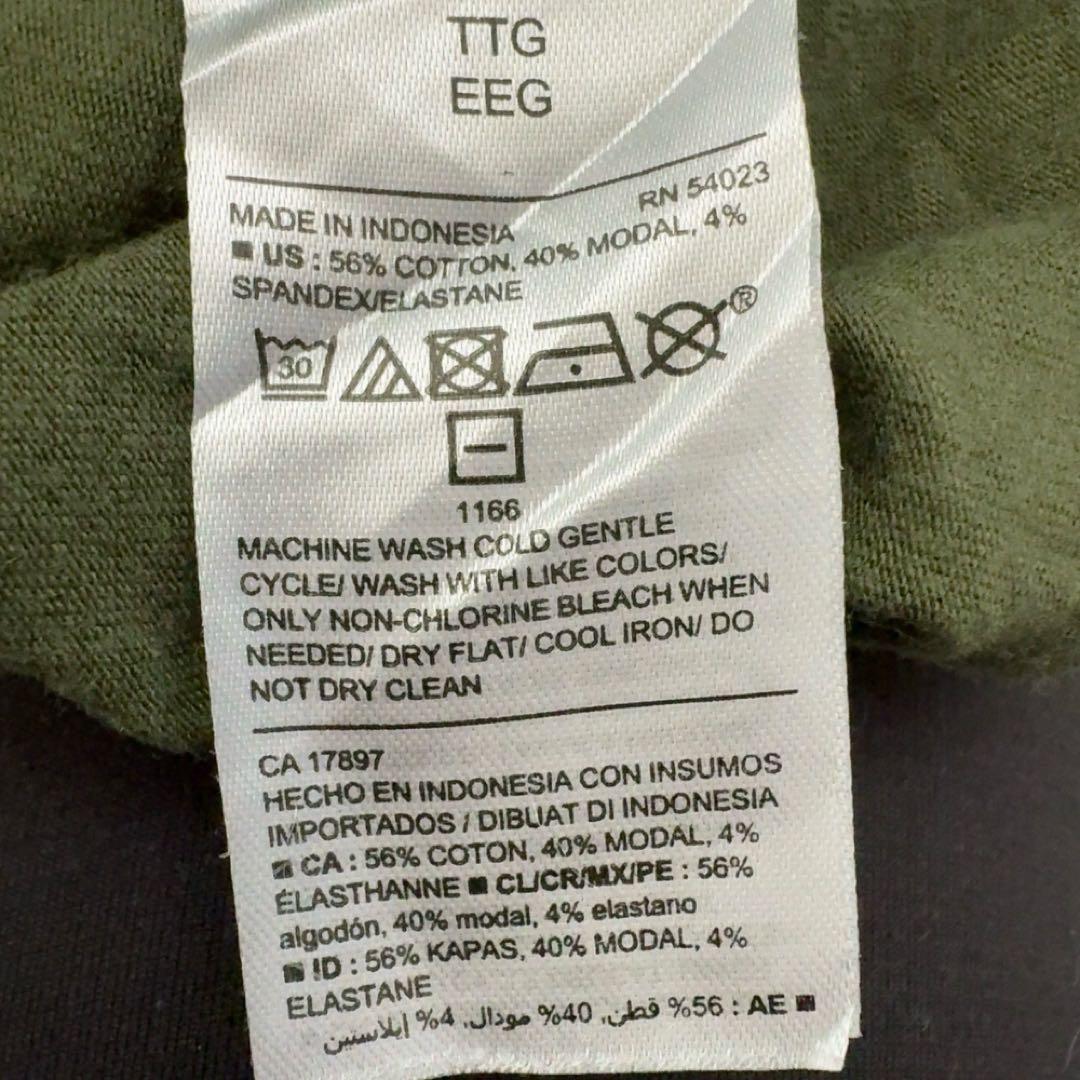 TTG
EEG
RN 54023
MADE IN INDONESIA
US : 56% COTTON, 40% MODAL, 4%
SPANDEX/ELASTANE
30
®
1166
MACHINE WASH COLD GENTLE
CYCLE/ WASH WITH LIKE COLORS/
ONLY NON-CHLORINE BLEACH WHEN
NEEDED/ DRY FLAT/ COOL IRON/ DO
NOT DRY CLEAN
CA 17897
HECHO EN INDONESIA CON INSUMOS
IMPORTADOS / DIBUAT DI INDONESIA
■ CA : 56% COTON, 40% MODAL, 4%
ÉLASTHANNE ■ CL/CR/MX/PE : 56%
algodón, 40% modal, 4% elastano
■ ID : 56% KAPAS, 40% MODAL, 4%
ELASTANE
■ AE : 56% قطن, 40% مودال, 4% ايلاستين